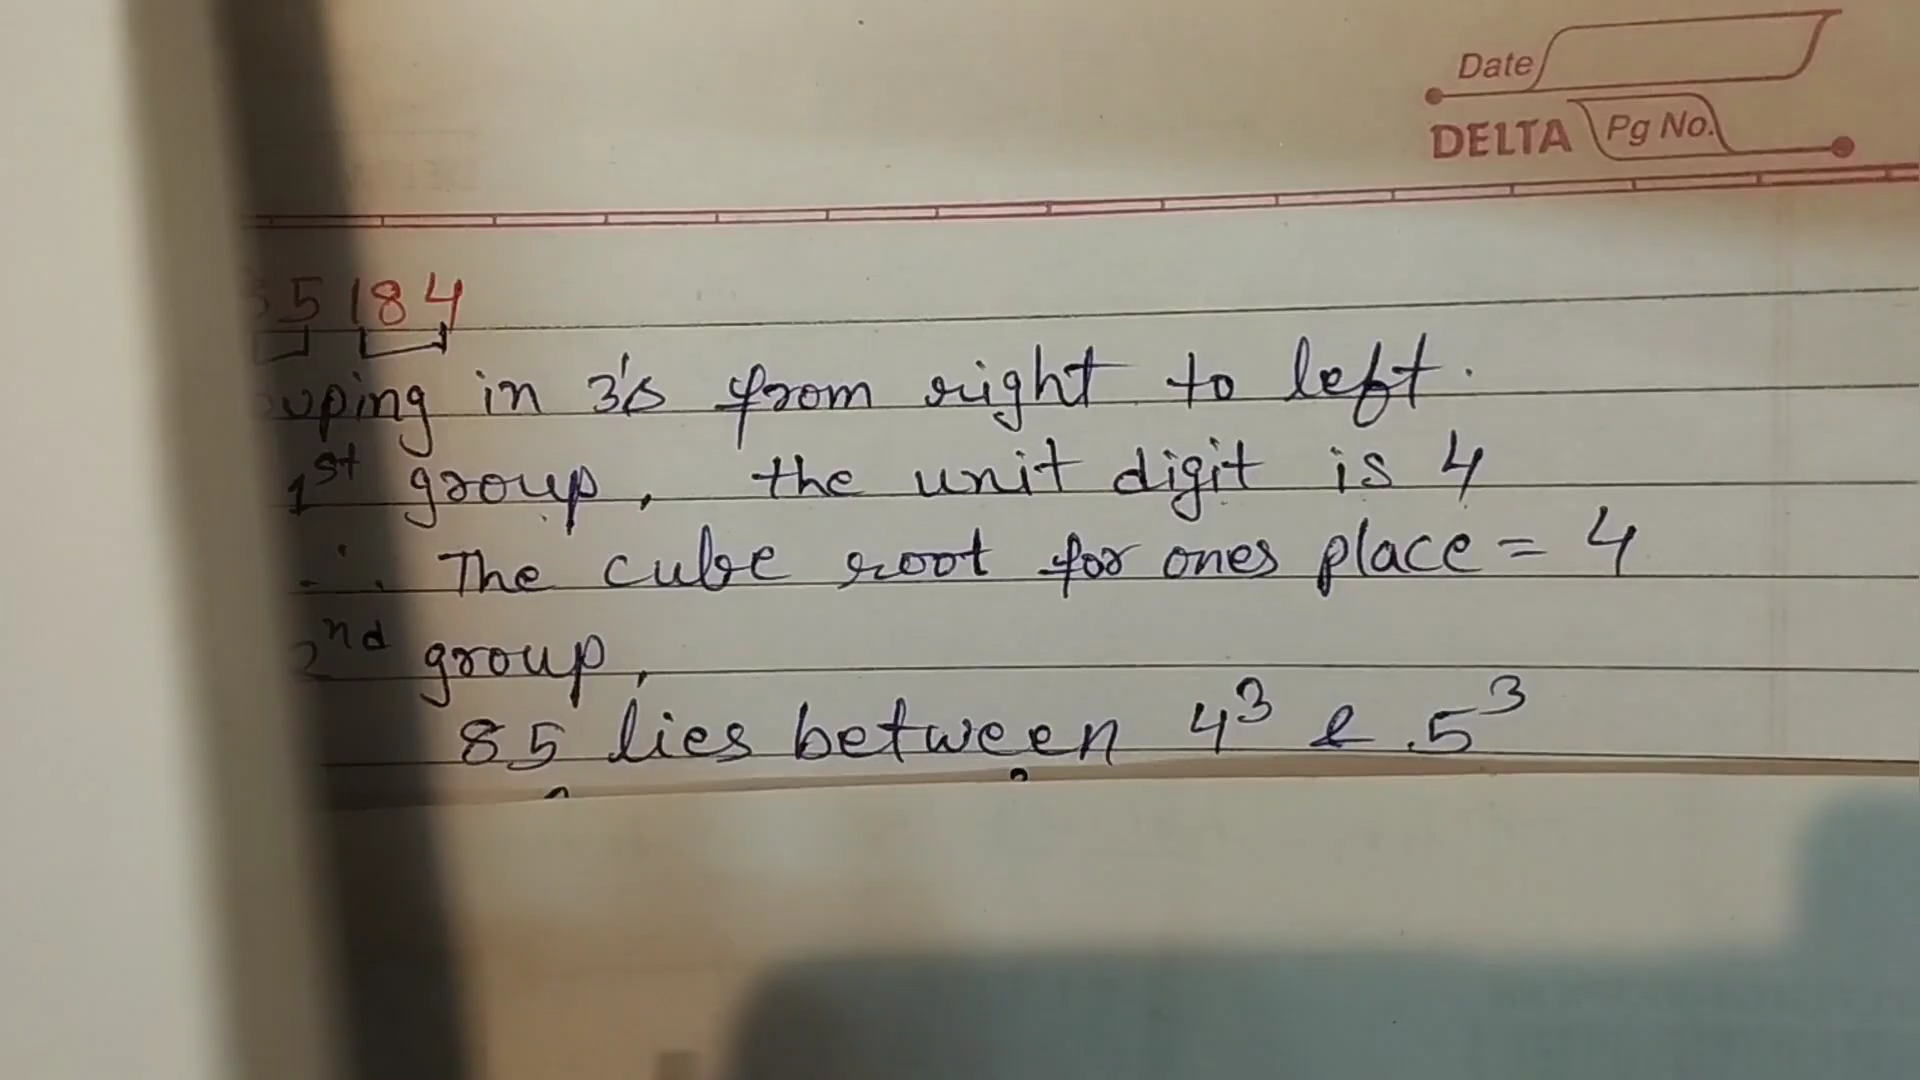 Date
DELTA Pg No.
5 184
in 3's from right to left.
1st group, the unit digit is 4
∴ The cube root for ones place = 4
2nd group,
85 lies between 4³ & 5³